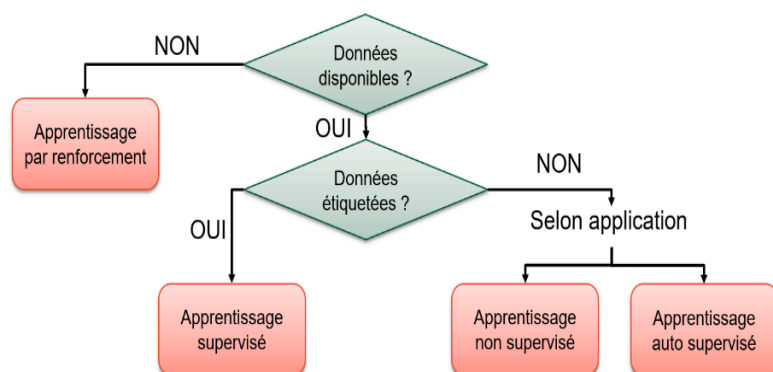 NON
Données
disponibles ?
Apprentissage
par renforcement
OUI
Données
étiquetées ?
NON
OUI
Selon application
Apprentissage
supervisé
Apprentissage
non supervisé
Apprentissage
auto supervisé